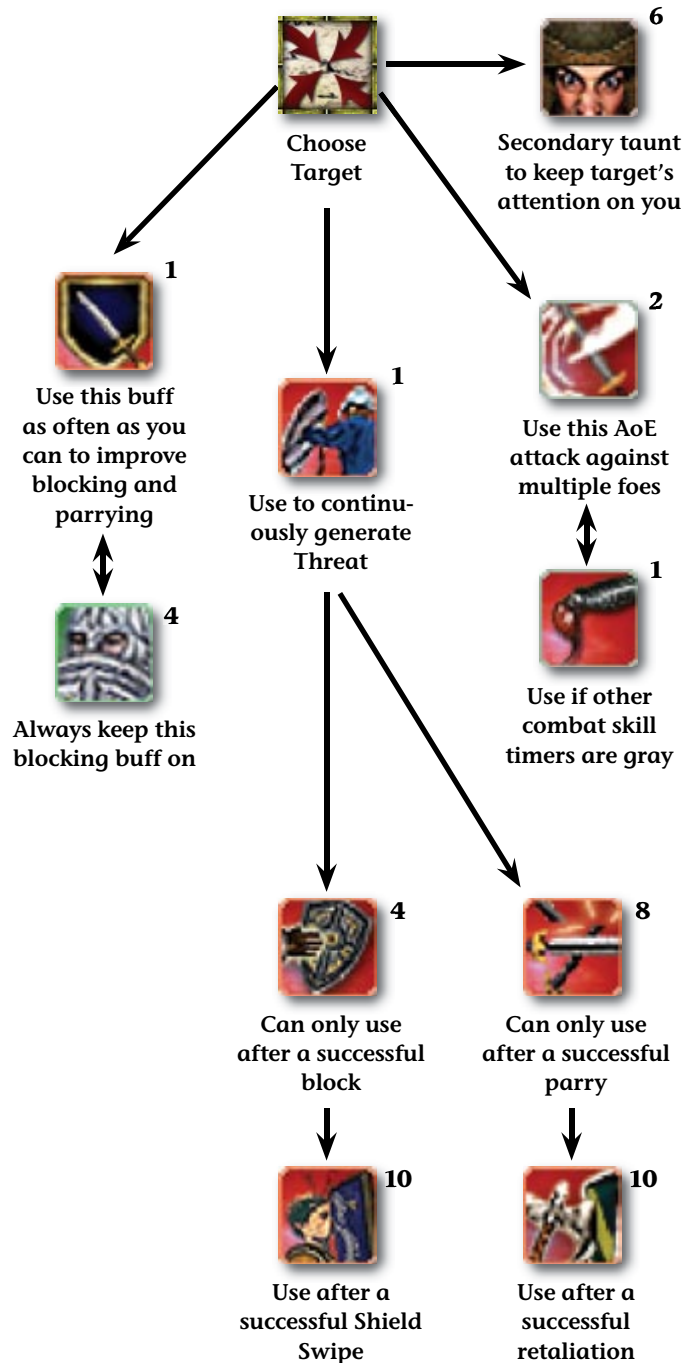 Choose
Target
6
Secondary taunt
to keep target's
attention on you
1
Use this buff
as often as you
can to improve
blocking and
parrying
4
Always keep this
blocking buff on
1
Use to continu-
ously generate
Threat
2
Use this AoE
attack against
multiple foes
1
Use if other
combat skill
timers are gray
4
Can only use
after a successful
block
8
Can only use
after a successful
parry
10
Use after a
successful Shield
Swipe
10
Use after a
successful
retaliation